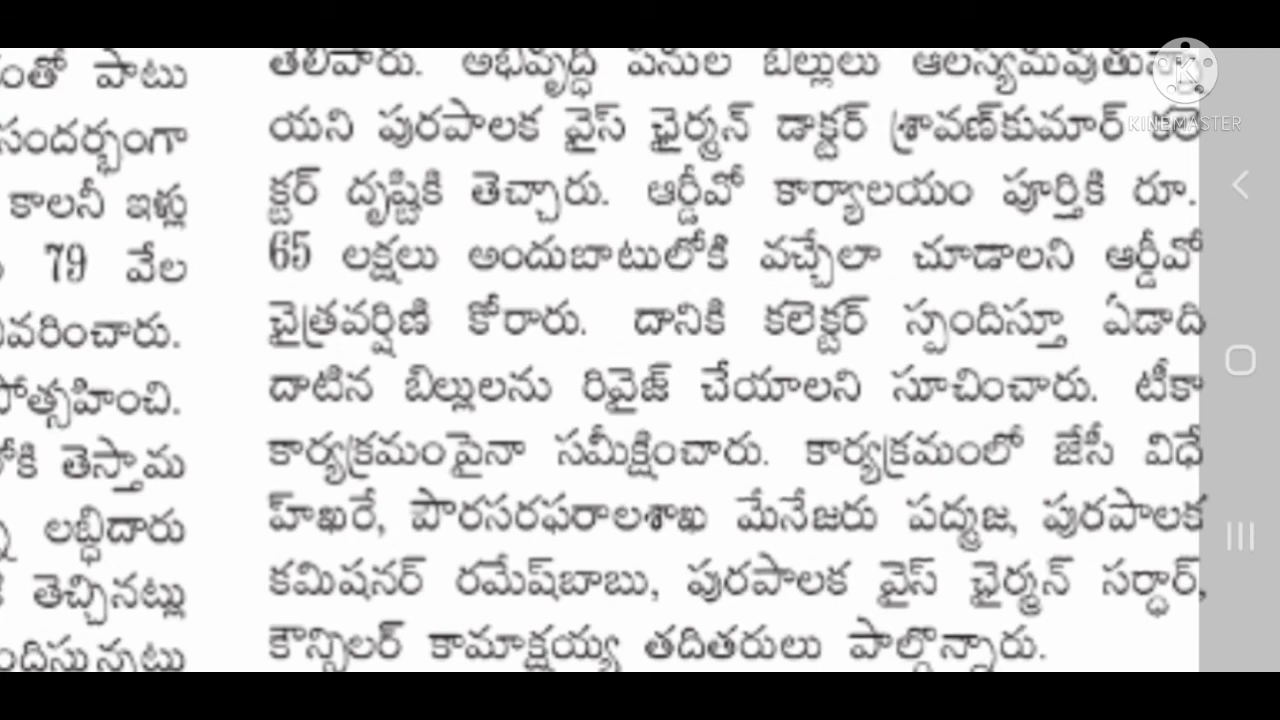 ంతో పాటు
సందర్భంగా
కాలనీ ఇళ్లు
79 వేల
వివరించారు.
ప్రోత్సహించి.
లోకి తెస్తామ
లబ్ధిదారు
తెచ్చినట్లు
తెలిపారు. అభివృద్ధి పనుల బిల్లులు ఆలస్యమవుతున్నా
యని పురపాలక వైస్ ఛైర్మన్ డాక్టర్ శ్రావణ్‌కుమార్ కలె
క్టర్ దృష్టికి తెచ్చారు. ఆర్డీవో కార్యాలయం పూర్తికి రూ.
65 లక్షలు అందుబాటులోకి వచ్చేలా చూడాలని ఆర్డీవో
చైత్రవర్షిణి కోరారు. దానికి కలెక్టర్ స్పందిస్తూ ఏడాది
దాటిన బిల్లులను రివైజ్ చేయాలని సూచించారు. టీకా
కార్యక్రమంపైనా సమీక్షించారు. కార్యక్రమంలో జేసీ విధే
హ్‌ఖరే, పౌరసరఫరాలశాఖ మేనేజరు పద్మజ, పురపాలక
కమిషనర్ రమేష్‌బాబు, పురపాలక వైస్ ఛైర్మన్ సర్ధార్,
కౌన్సిలర్ కామాక్షయ్య తదితరులు పాల్గొన్నారు.
KINEMASTER